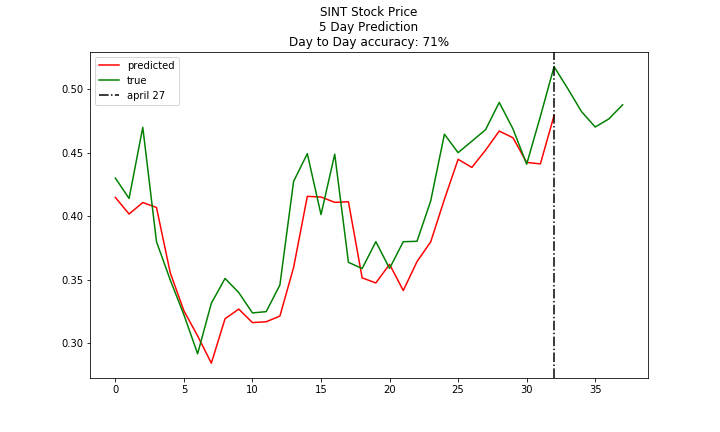 SINT Stock Price
5 Day Prediction
Day to Day accuracy: 71%
predicted
true
april 27
0.50
0.45
0.40
0.35
0.30
0 5 10 15 20 25 30 35